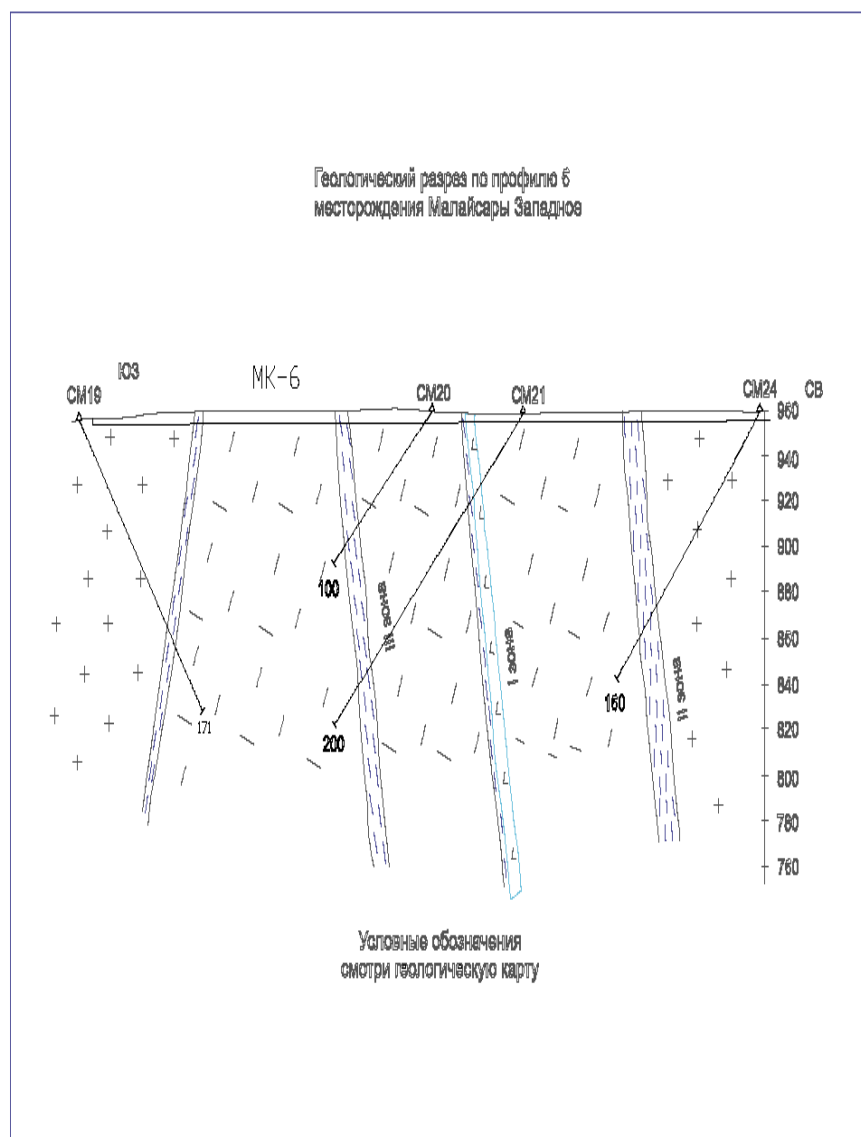 Геологический разрез по профилю 6
месторождения Малайсары Западное
ЮЗ
МК-6
СМ19
СМ20
СМ21
СМ24
СВ
960
940
920
900
880
860
840
820
800
780
760
100
171
200
160
III зона
I зона
II зона
Условные обозначения
смотри геологическую карту